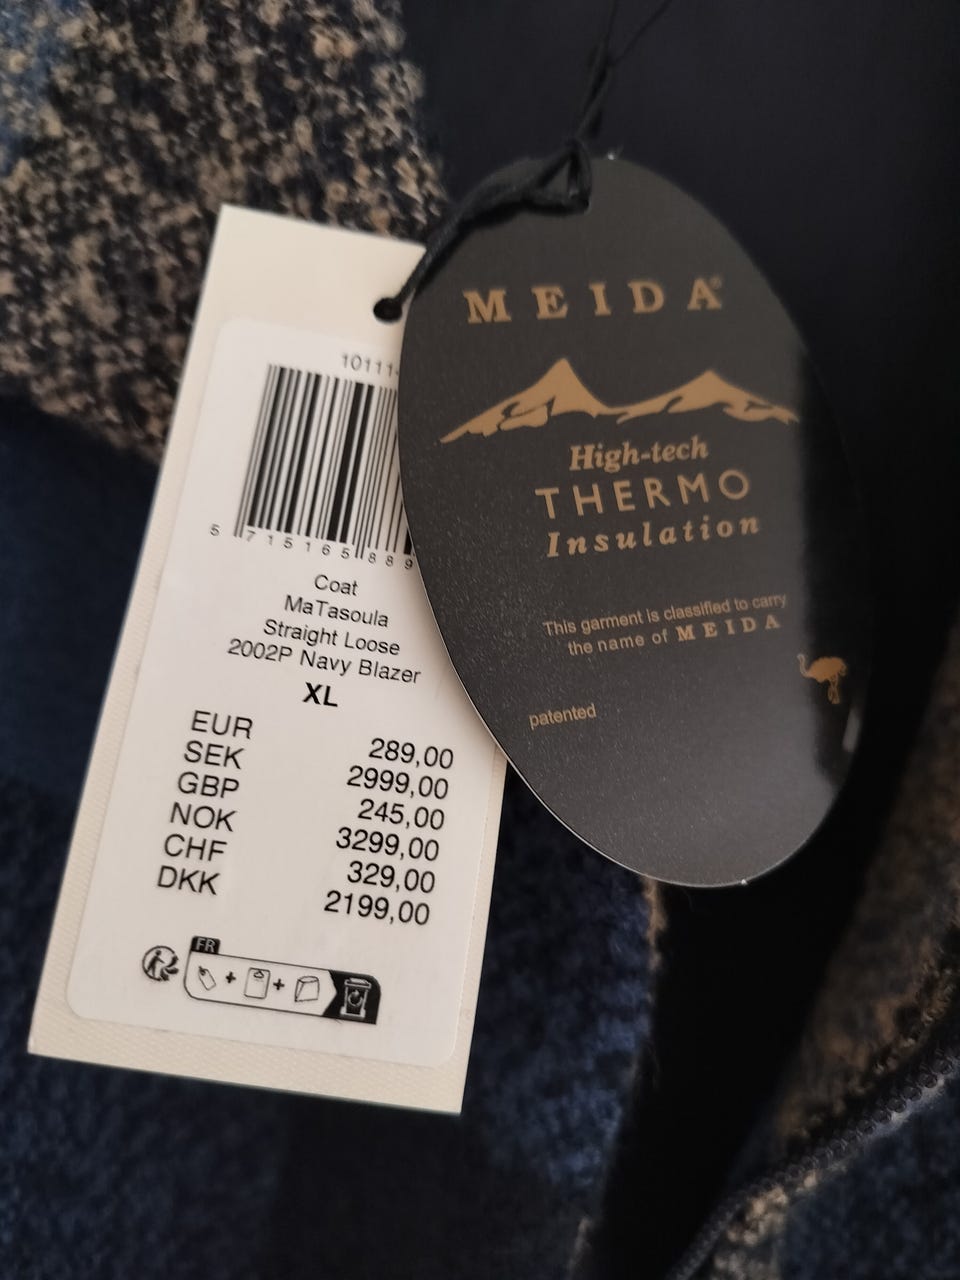 10111-
5 715165 889
Coat
MaTasoula
Straight Loose
2002P Navy Blazer
XL
EUR 289,00
SEK 2999,00
GBP 245,00
NOK 3299,00
CHF 329,00
DKK 2199,00
FR
MEIDA®
High-tech
THERMO
Insulation
This garment is classified to carry
the name of MEIDA
patented